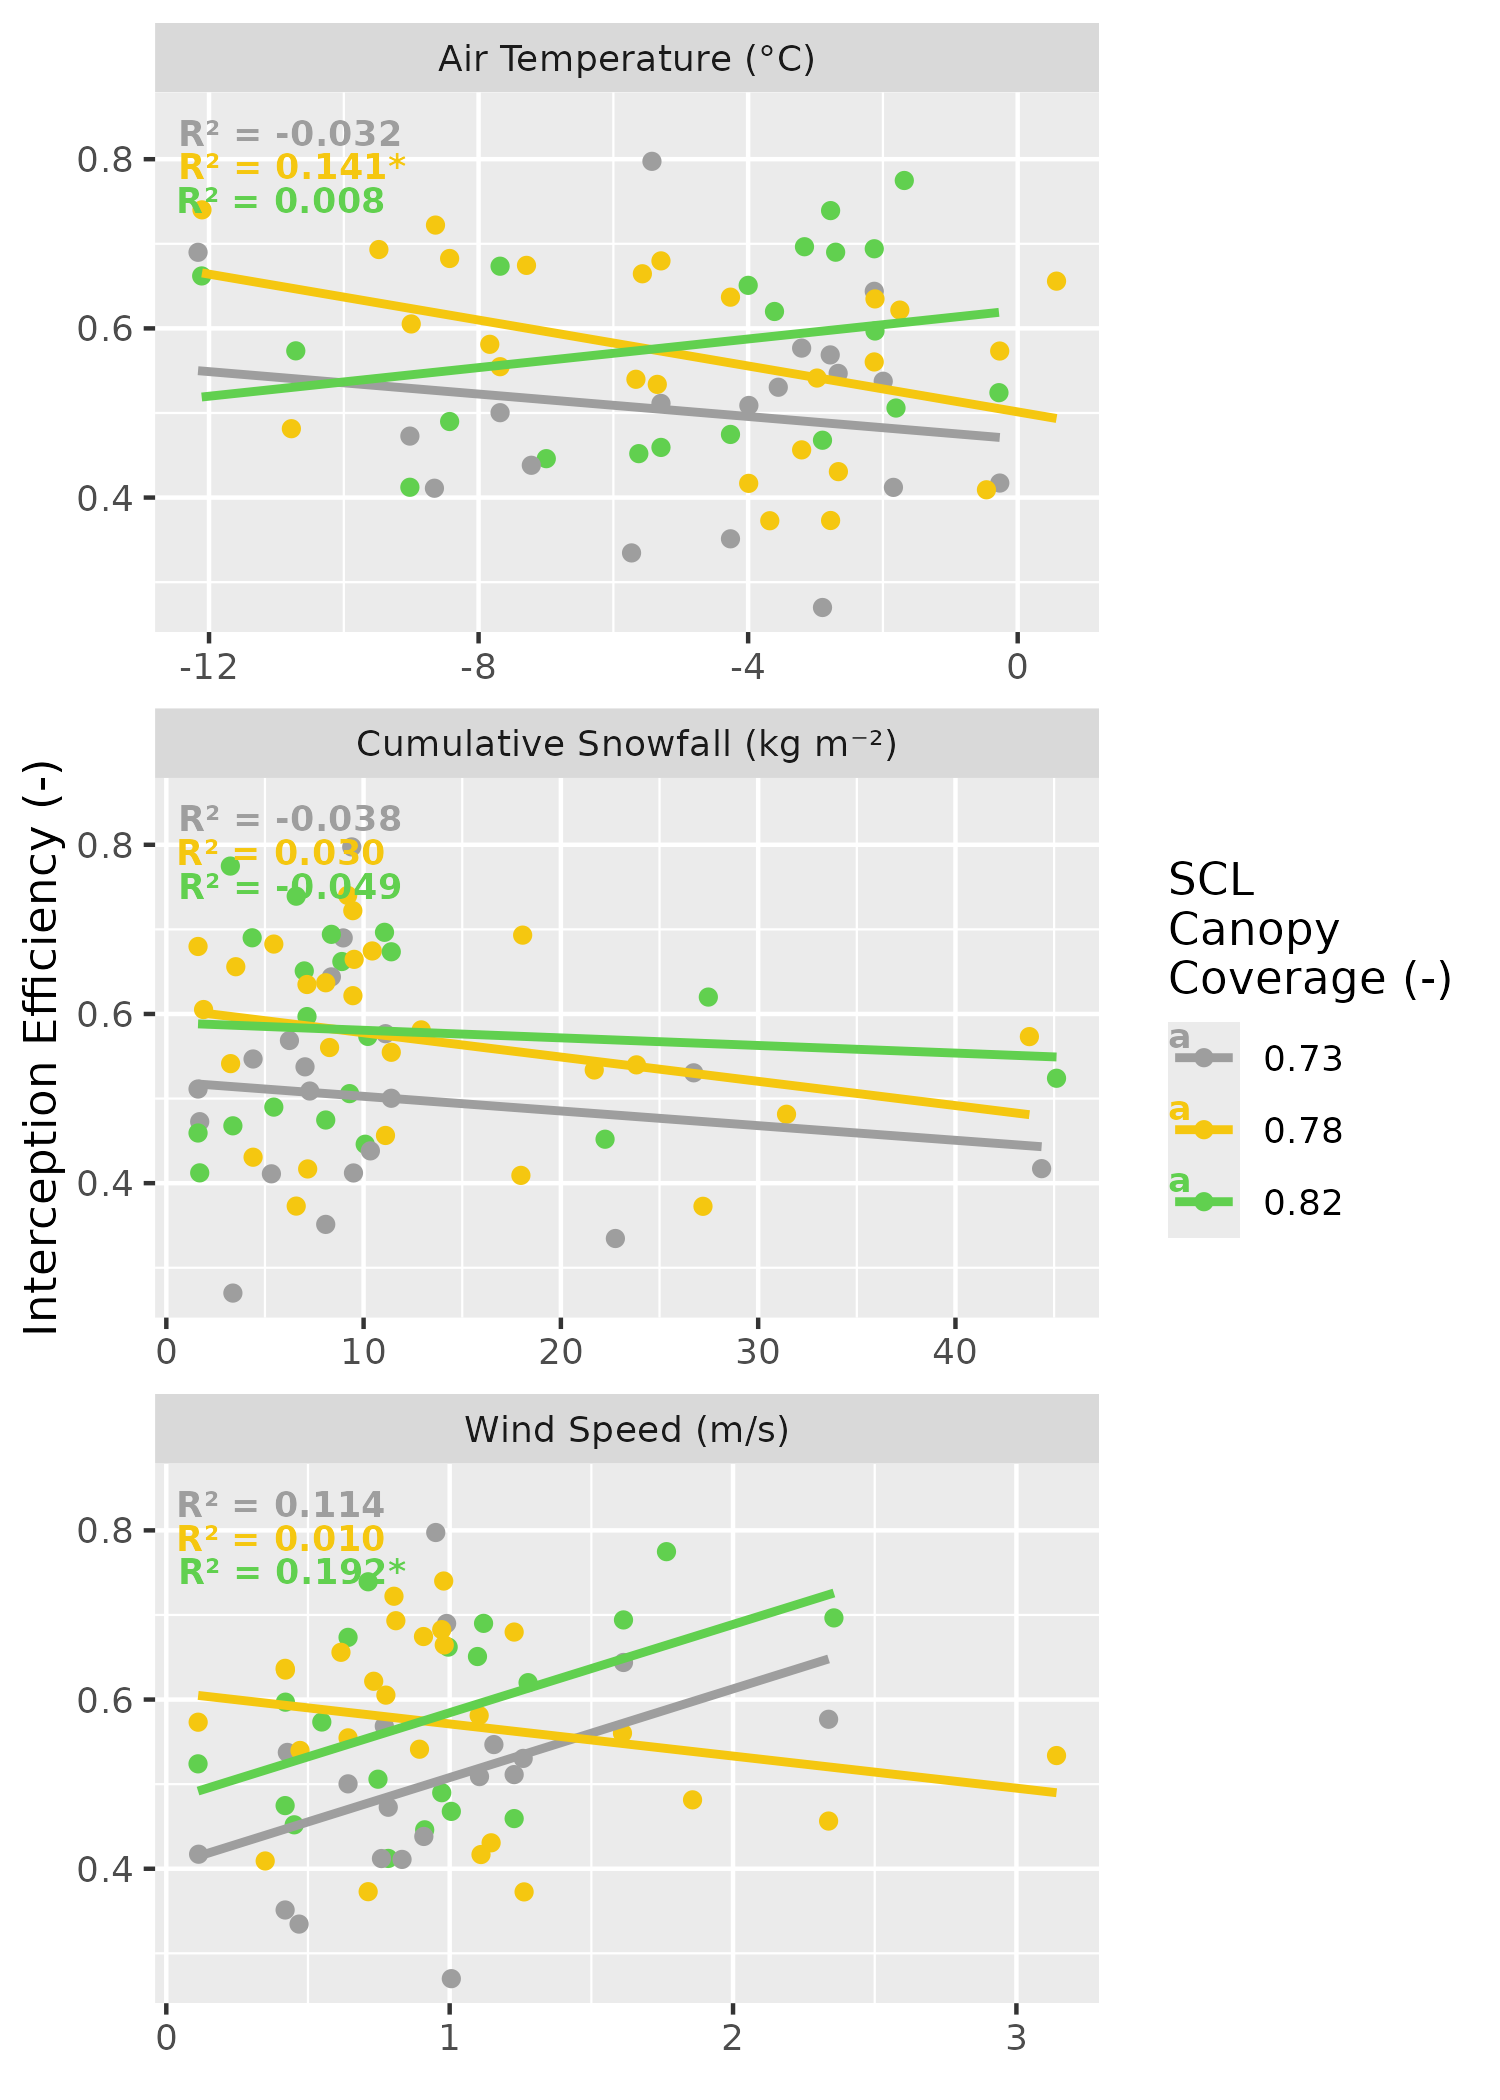 Air Temperature (°C)
R² = -0.032
R² = 0.141*
R² = 0.008
0.8
0.6
0.4
-12 -8 -4 0
Cumulative Snowfall (kg m⁻²)
R² = -0.038
R² = 0.030
R² = -0.049
0.8
0.6
0.4
0 10 20 30 40
Wind Speed (m/s)
R² = 0.114
R² = 0.010
R² = 0.192*
0.8
0.6
0.4
0 1 2 3
Interception Efficiency (-)
SCL
Canopy
Coverage (-)
a 0.73
a 0.78
a 0.82